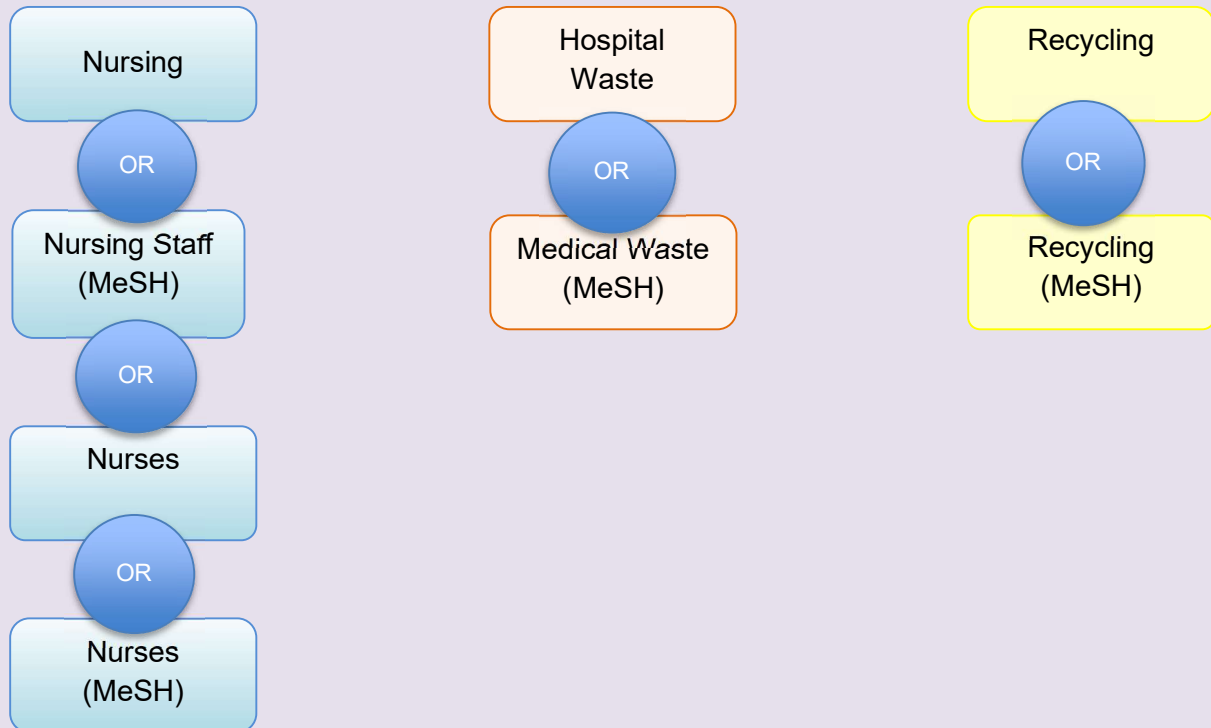 Nursing
OR
Nursing Staff
(MeSH)
OR
Nurses
OR
Nurses
(MeSH)
Hospital
Waste
OR
Medical Waste
(MeSH)
Recycling
OR
Recycling
(MeSH)